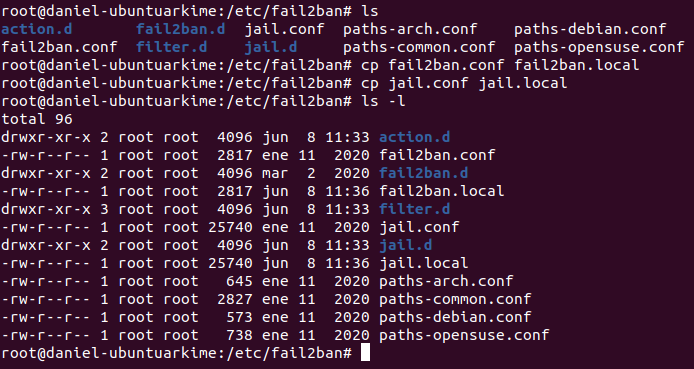 root@daniel-ubuntuarkime:/etc/fail2ban# ls
action.d     fail2ban.d  jail.conf  paths-arch.conf    paths-debian.conf
fail2ban.conf  filter.d    jail.d     paths-common.conf  paths-opensuse.conf
root@daniel-ubuntuarkime:/etc/fail2ban# cp fail2ban.conf fail2ban.local
root@daniel-ubuntuarkime:/etc/fail2ban# cp jail.conf jail.local
root@daniel-ubuntuarkime:/etc/fail2ban# ls -l
total 96
drwxr-xr-x 2 root root  4096 jun  8 11:33 action.d
-rw-r--r-- 1 root root  2817 ene 11  2020 fail2ban.conf
drwxr-xr-x 2 root root  4096 mar  2  2020 fail2ban.d
-rw-r--r-- 1 root root  2817 jun  8 11:36 fail2ban.local
drwxr-xr-x 3 root root  4096 jun  8 11:33 filter.d
-rw-r--r-- 1 root root 25740 ene 11  2020 jail.conf
drwxr-xr-x 2 root root  4096 jun  8 11:33 jail.d
-rw-r--r-- 1 root root 25740 jun  8 11:36 jail.local
-rw-r--r-- 1 root root   645 ene 11  2020 paths-arch.conf
-rw-r--r-- 1 root root  2827 ene 11  2020 paths-common.conf
-rw-r--r-- 1 root root   573 ene 11  2020 paths-debian.conf
-rw-r--r-- 1 root root   738 ene 11  2020 paths-opensuse.conf
root@daniel-ubuntuarkime:/etc/fail2ban#